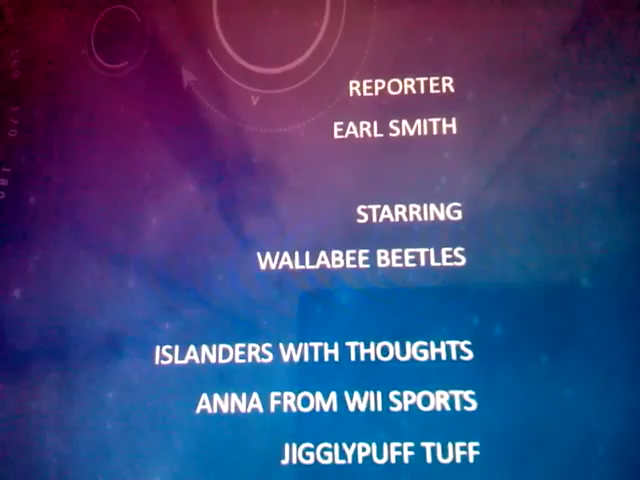 REPORTER
EARL SMITH
STARRING
WALLABEE BEETLES
ISLANDERS WITH THOUGHTS
ANNA FROM WII SPORTS
JIGGLYPUFF TUFF